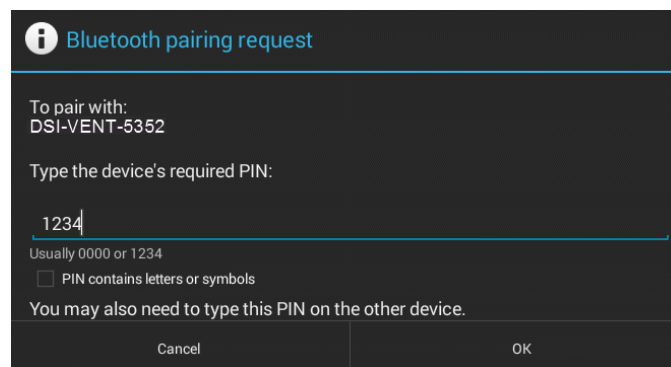 Bluetooth pairing request
To pair with:
DSI-VENT-5352
Type the device's required PIN:
1234
Usually 0000 or 1234
PIN contains letters or symbols
You may also need to type this PIN on the other device.
Cancel
OK